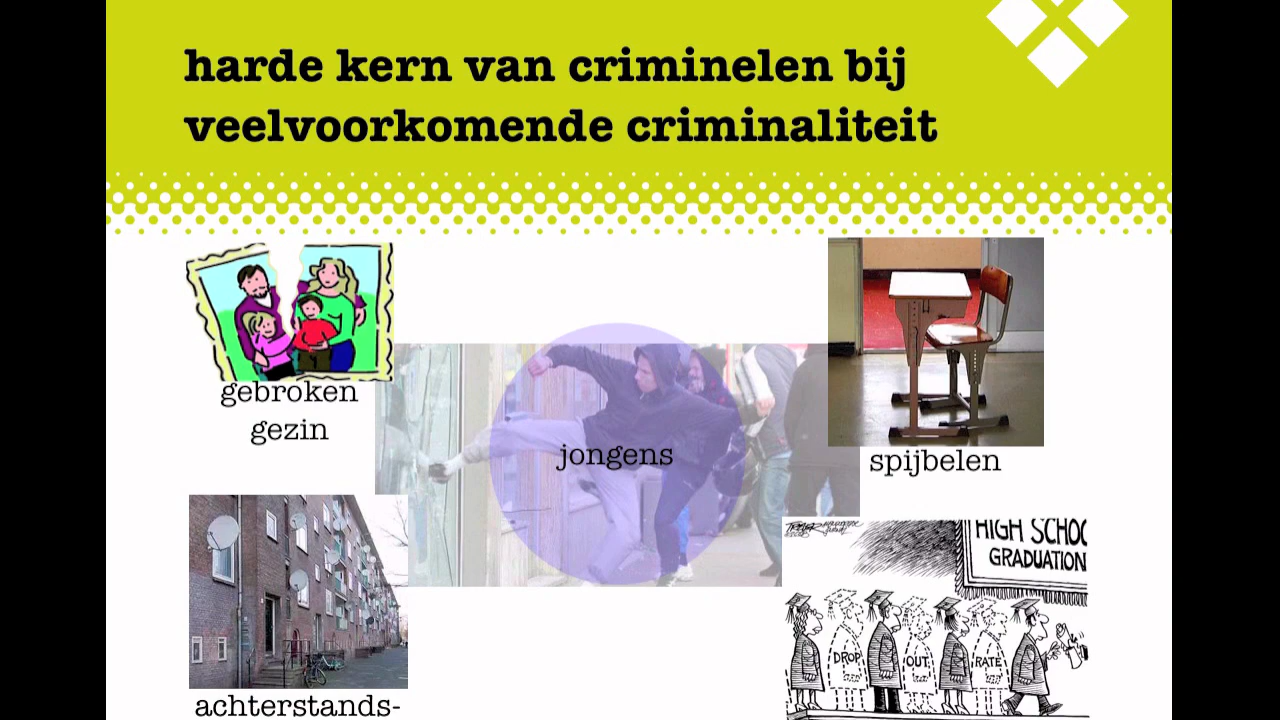 harde kern van criminelen bij
veelvoorkomende criminaliteit
gebroken
gezin
jongens
spijbelen
achterstands-
HIGH SCHOO
GRADUATION
DROP
OUT
RATE